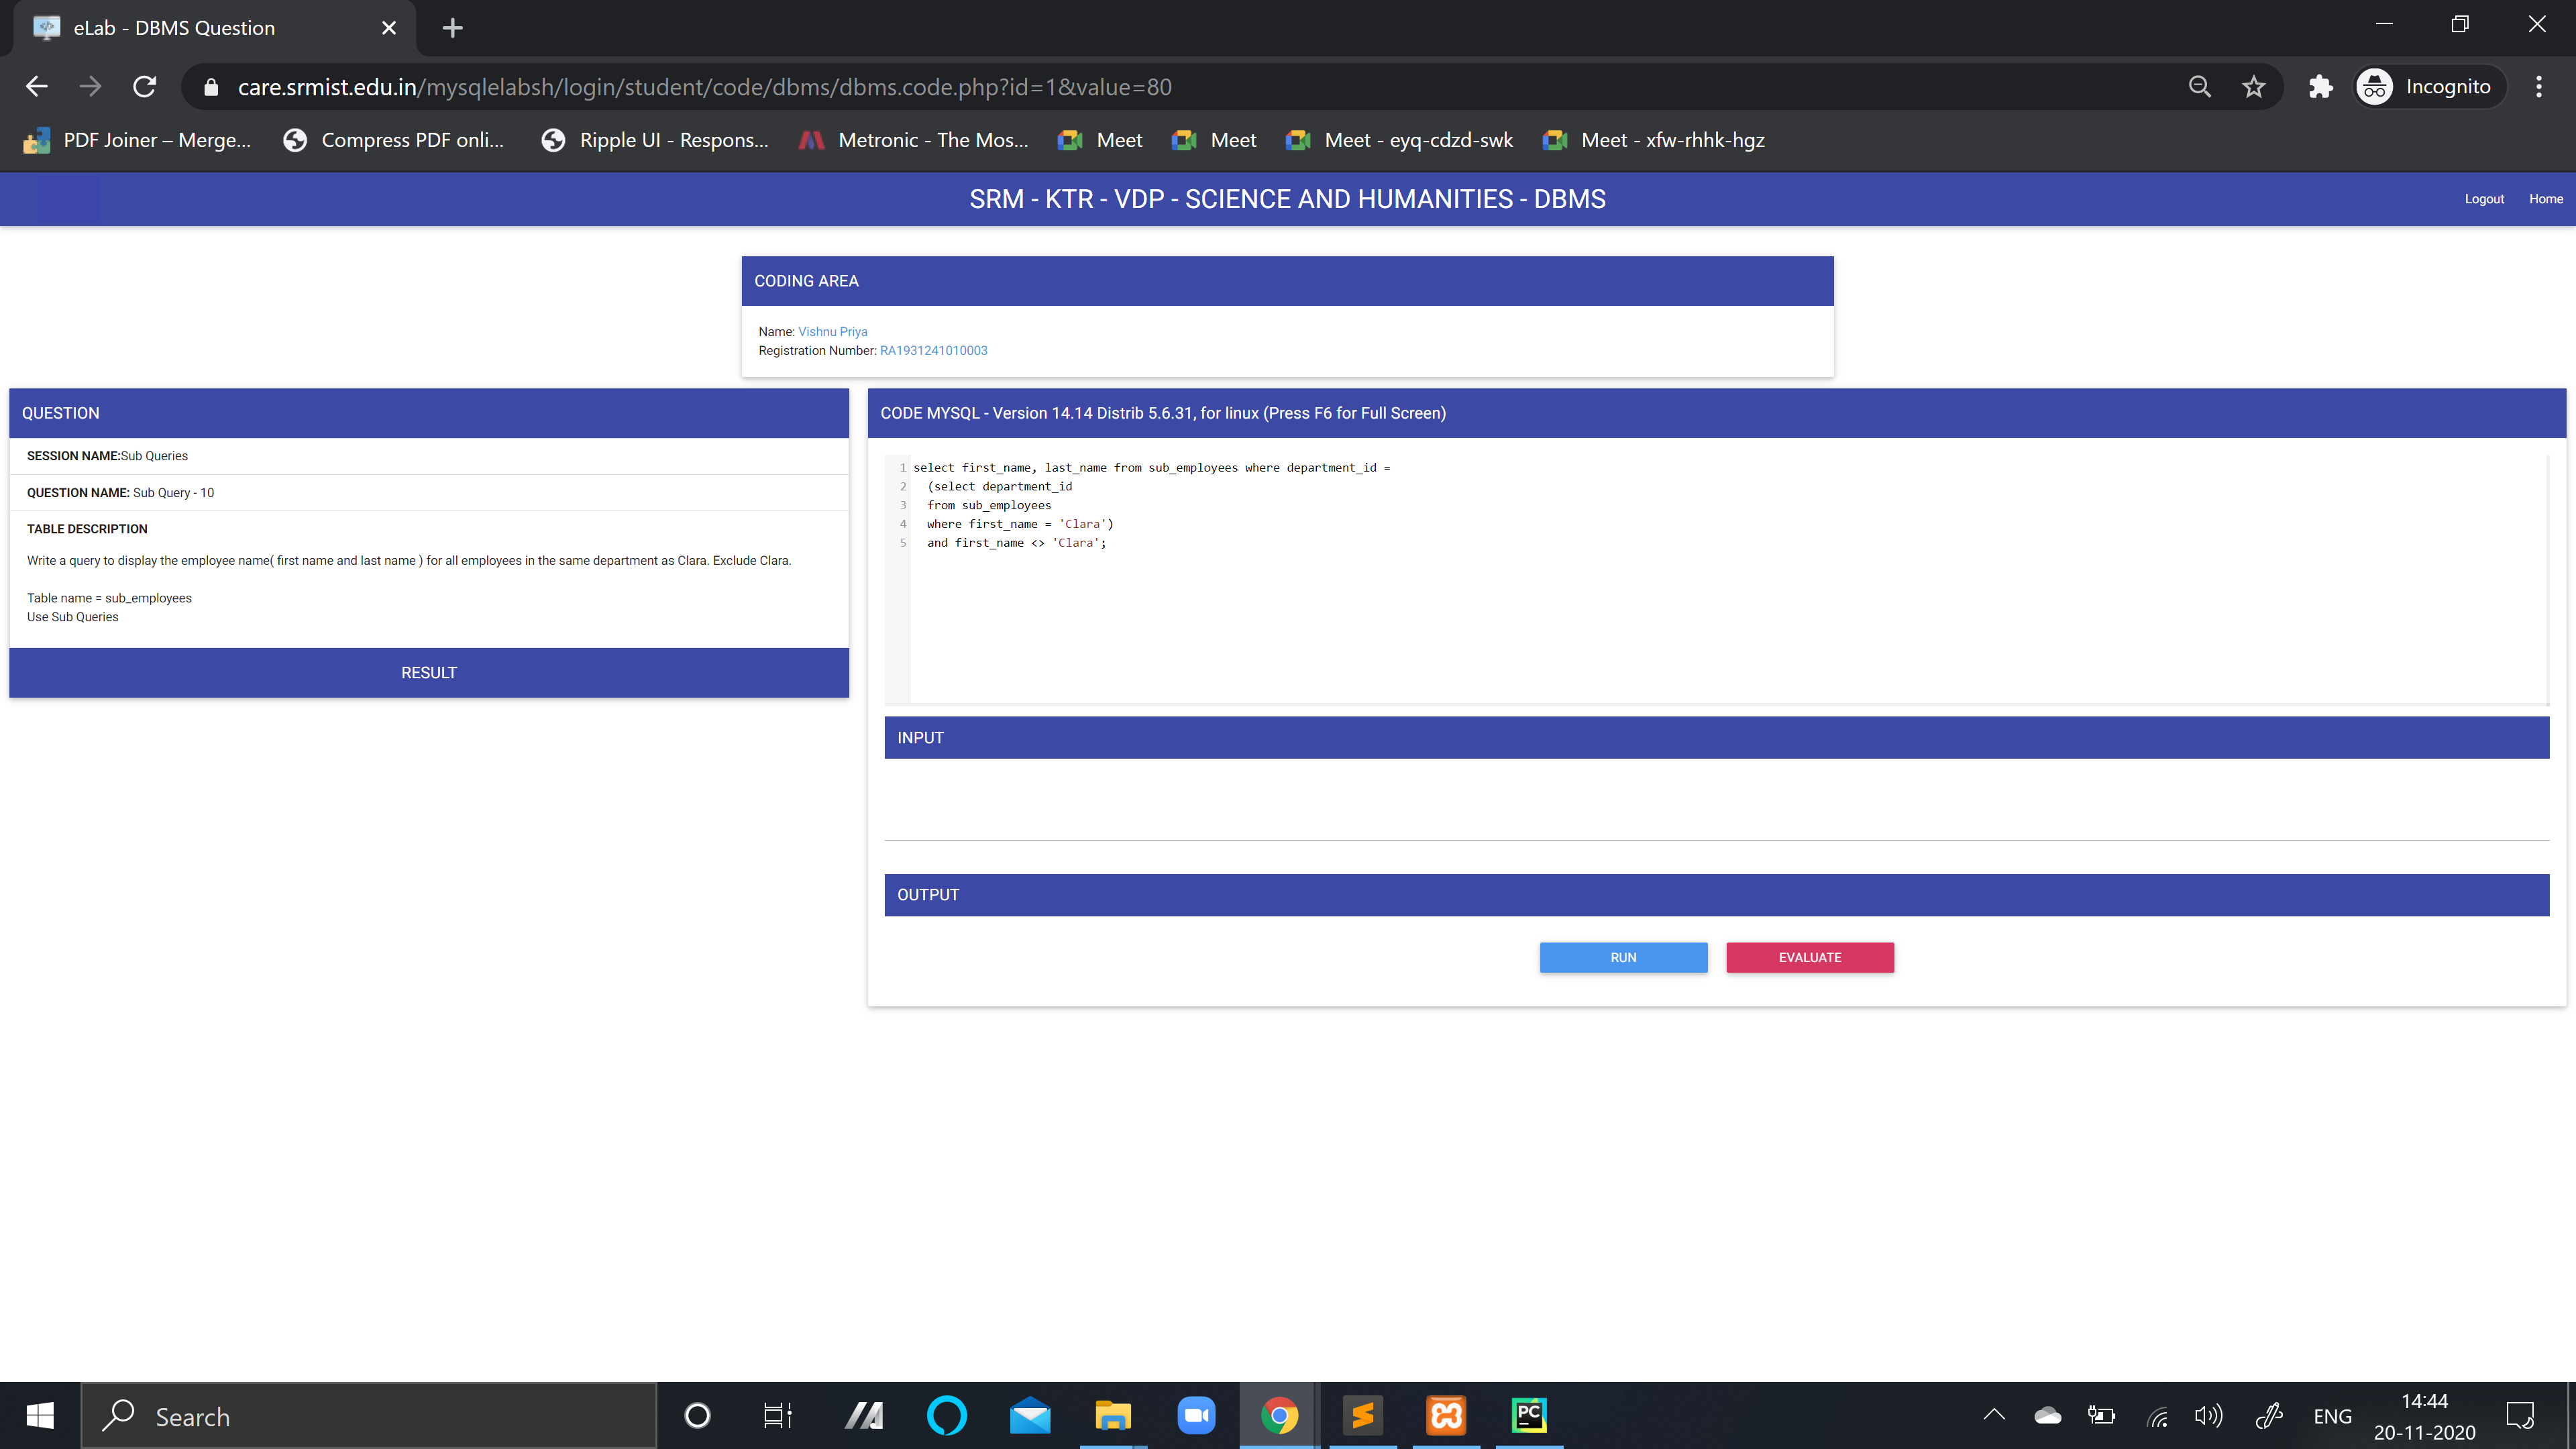 eLab - DBMS Question
care.srmist.edu.in/mysqlelabsh/login/student/code/dbms/dbms.code.php?id=1&value=80
Incognito
PDF Joiner – Merge...
Compress PDF onli...
Ripple UI - Respons...
Metronic - The Mos...
Meet
Meet
Meet - eyq-cdzd-swk
Meet - xfw-rhhk-hgz
SRM - KTR - VDP - SCIENCE AND HUMANITIES - DBMS
Logout
Home
CODING AREA
Name: Vishnu Priya
Registration Number: RA1931241010003
QUESTION
SESSION NAME:Sub Queries
QUESTION NAME: Sub Query - 10
TABLE DESCRIPTION
Write a query to display the employee name( first name and last name ) for all employees in the same department as Clara. Exclude Clara.
Table name = sub_employees
Use Sub Queries
RESULT
CODE MYSQL - Version 14.14 Distrib 5.6.31, for linux (Press F6 for Full Screen)
1 select first_name, last_name from sub_employees where department_id =
2 (select department_id
3 from sub_employees
4 where first_name = 'Clara')
5 and first_name <> 'Clara';
INPUT
OUTPUT
RUN
EVALUATE
Search
PC
ENG
14:44
20-11-2020